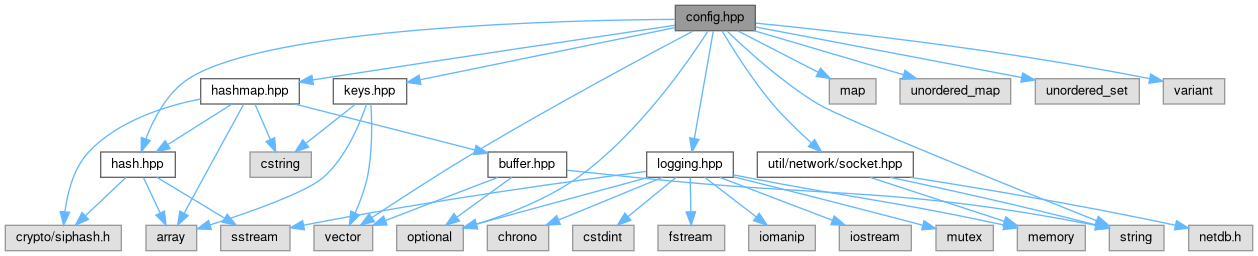 config.hpp
hashmap.hpp
keys.hpp
map
unordered_map
unordered_set
variant
hash.hpp
cstring
buffer.hpp
logging.hpp
util/network/socket.hpp
crypto/siphash.h
array
sstream
vector
optional
chrono
cstdint
fstream
iomanip
iostream
mutex
memory
string
netdb.h